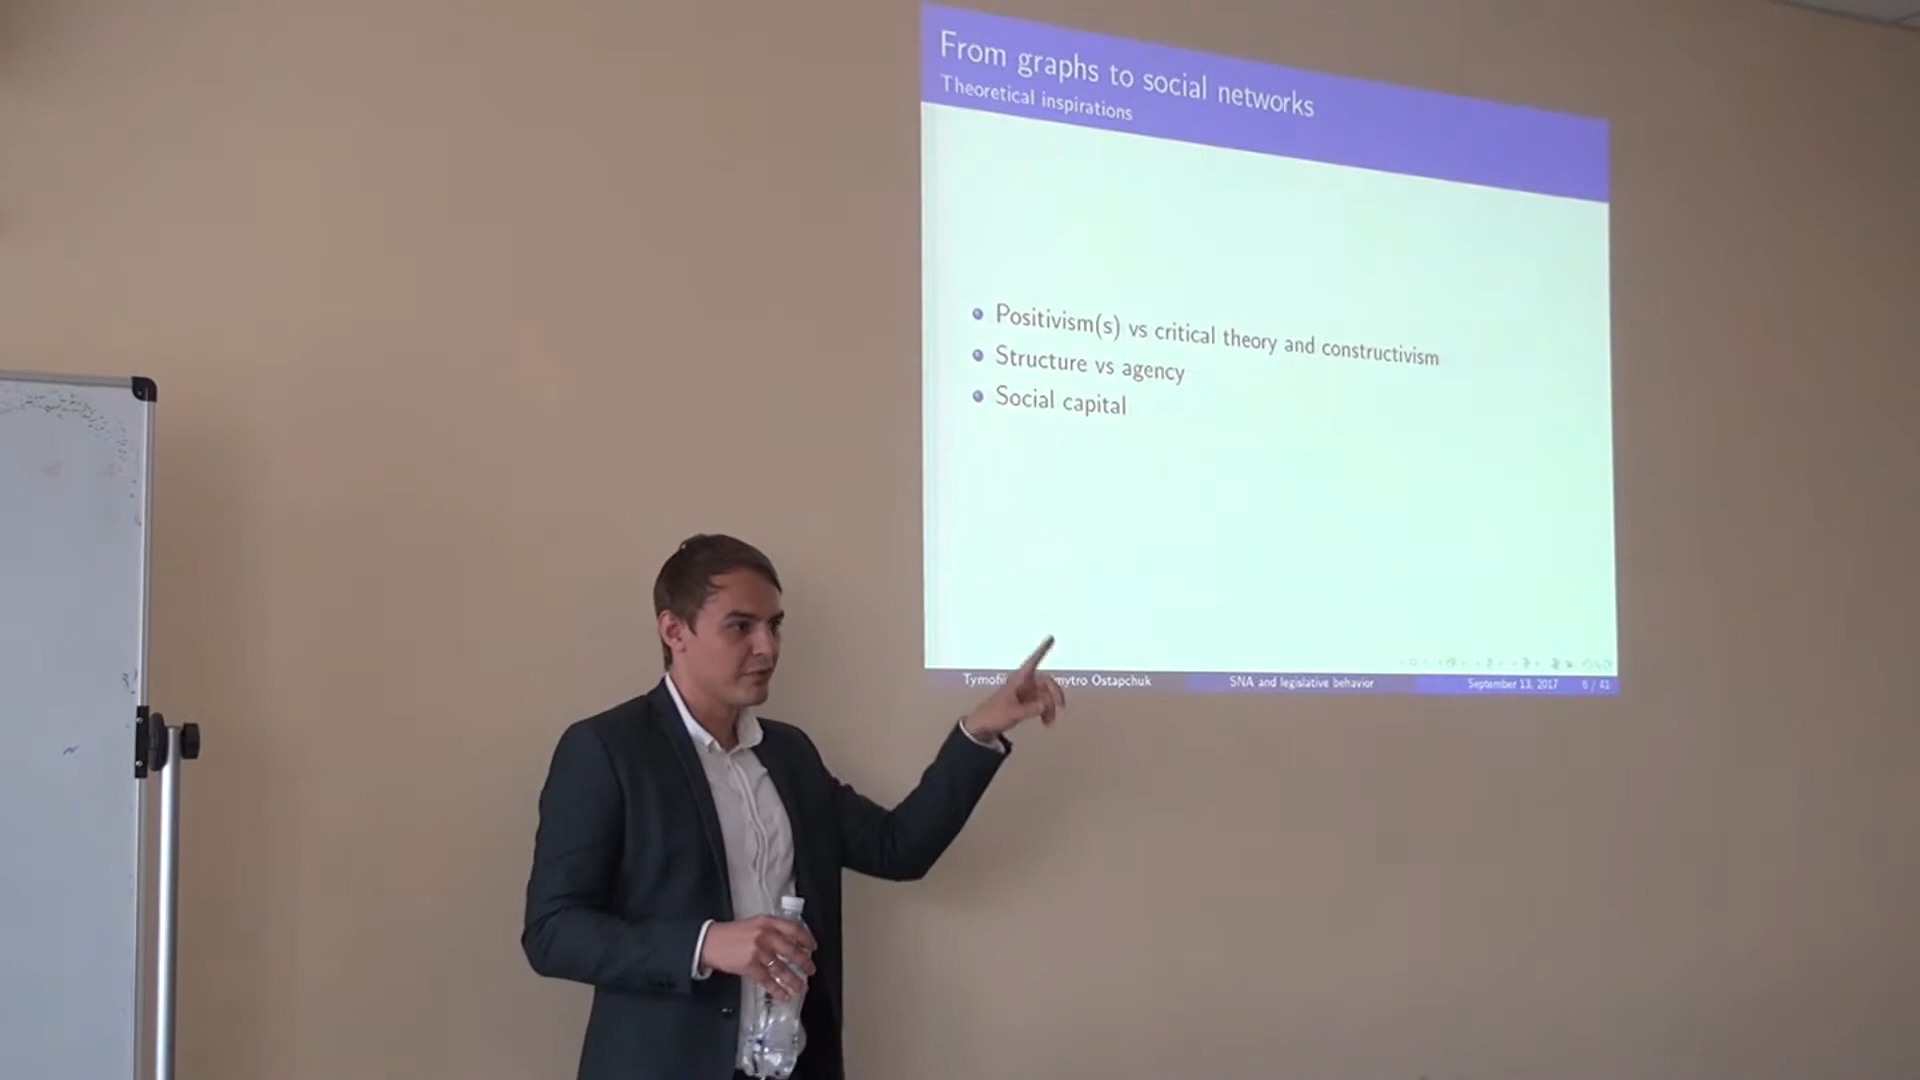 From graphs to social networks
Theoretical inspirations
Positivism(s) vs critical theory and constructivism
Structure vs agency
Social capital
Ostapchuk
SNA and legislative behavior
September 13, 2017